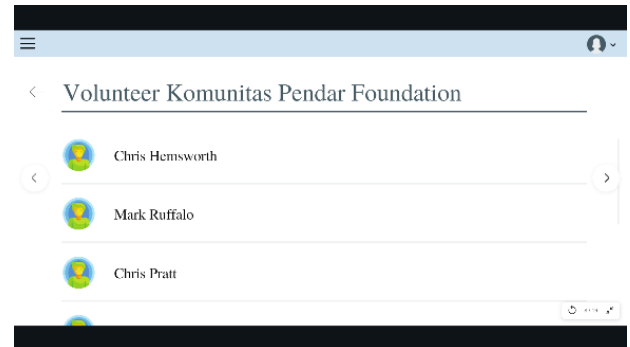 Volunteer Komunitas Pendar Foundation
Chris Hemsworth
Mark Ruffalo
Chris Pratt